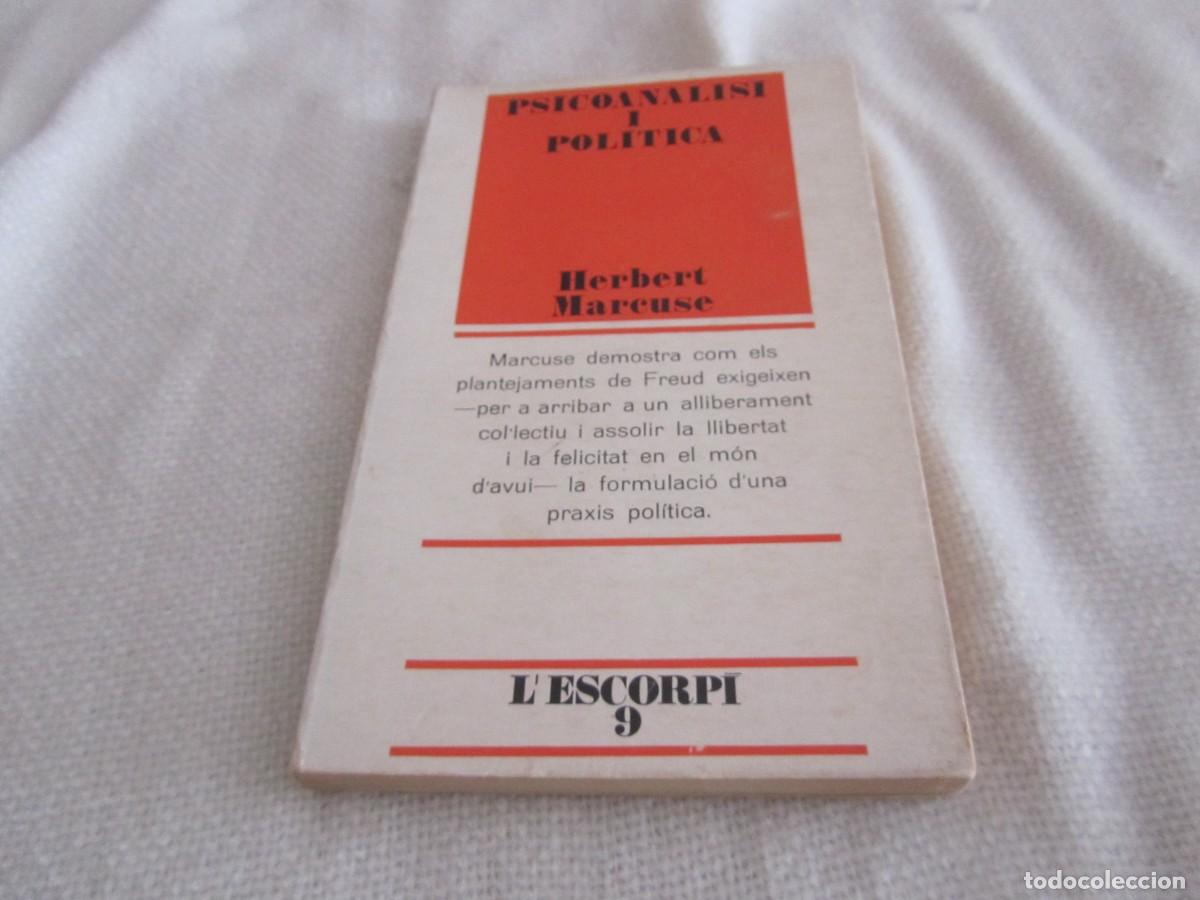 PSICOANALISI
I
POLITICA
Herbert
Marcuse
Marcuse demostra com els
plantejaments de Freud exigeixen
—per a arribar a un alliberament
col·lectiu i assolir la llibertat
i la felicitat en el món
d'avui— la formulació d'una
praxis política.
L'ESCORPÍ
9
todocoleccion